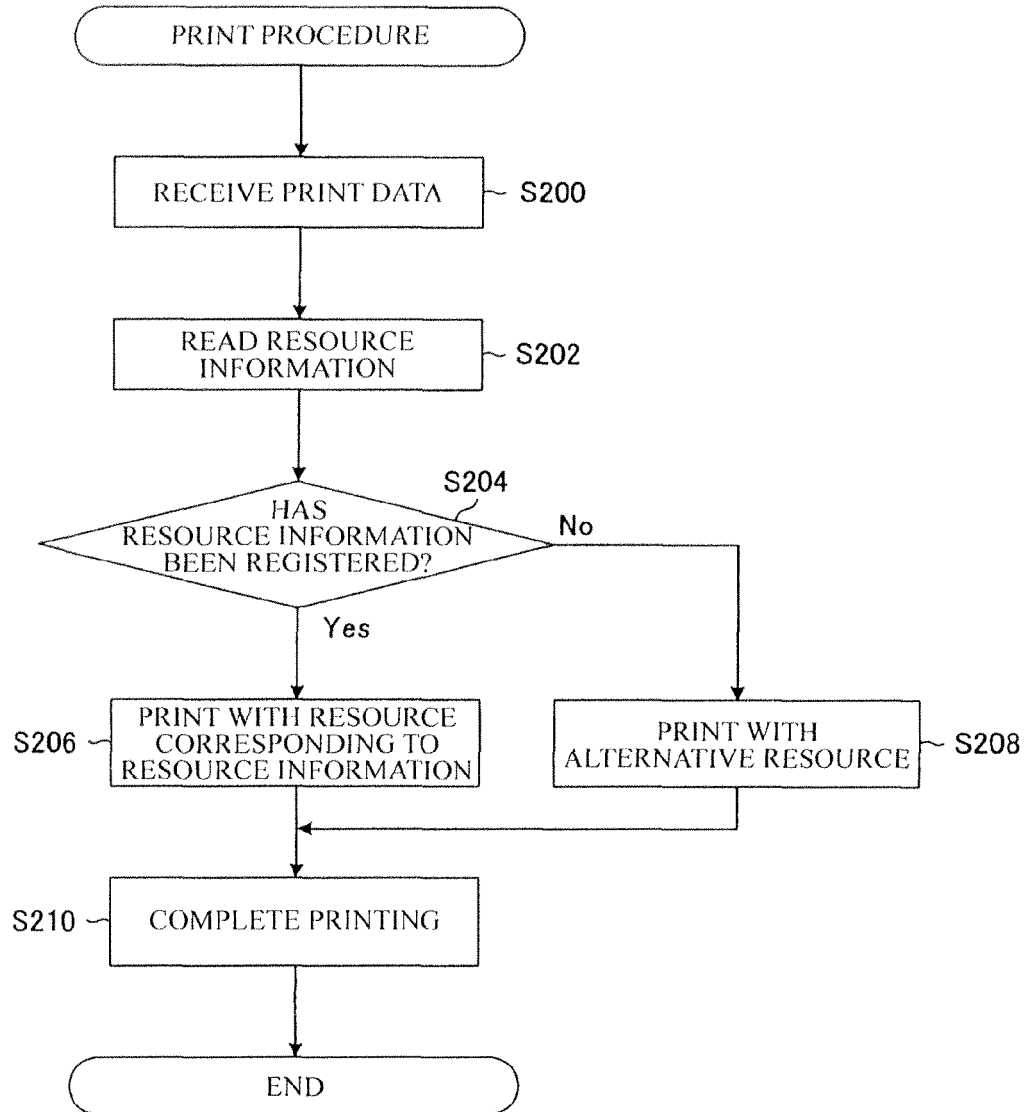 PRINT PROCEDURE
RECEIVE PRINT DATA
S200
READ RESOURCE
INFORMATION
S202
S204
HAS
RESOURCE INFORMATION
BEEN REGISTERED?
No
Yes
S206
PRINT WITH RESOURCE
CORRESPONDING TO
RESOURCE INFORMATION
PRINT WITH
ALTERNATIVE RESOURCE
S208
S210
COMPLETE PRINTING
END